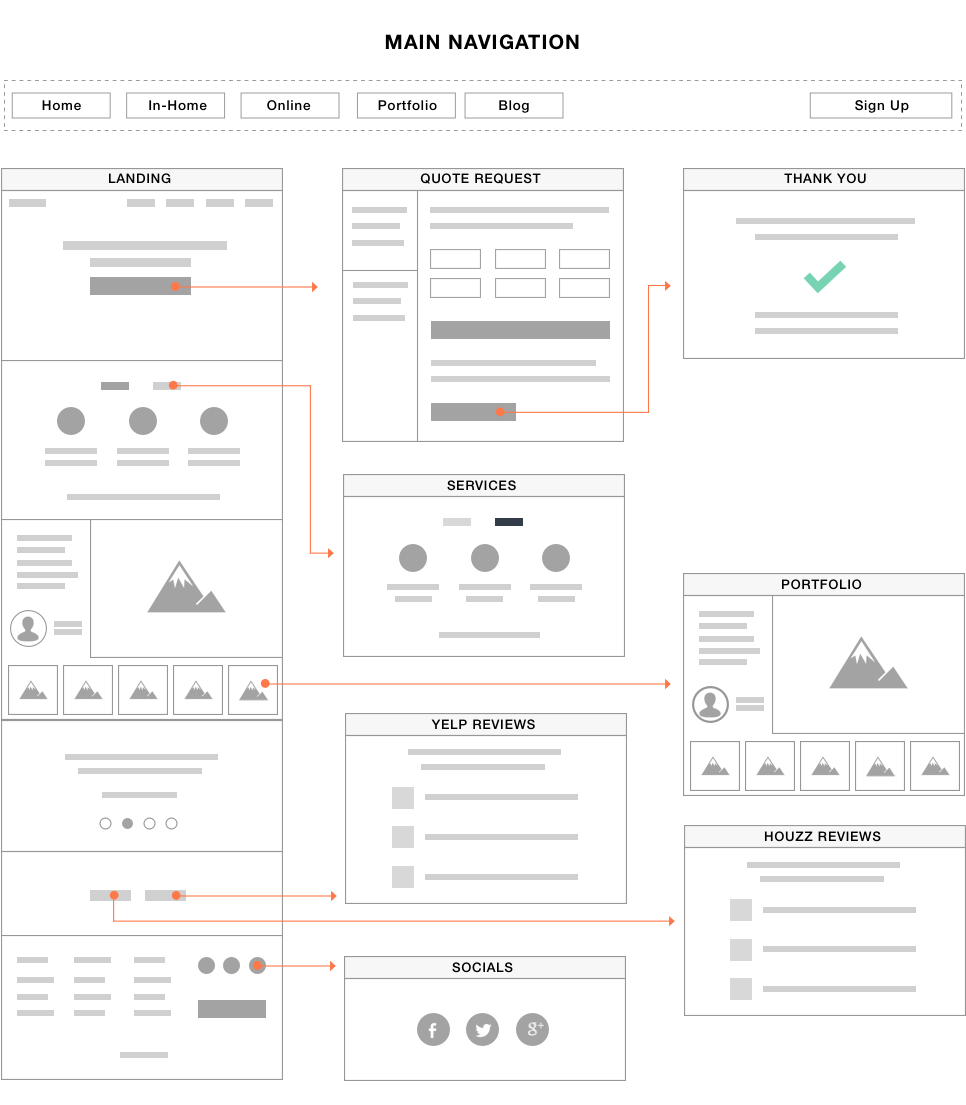 MAIN NAVIGATION
Home In-Home Online Portfolio Blog Sign Up
LANDING
QUOTE REQUEST
THANK YOU
SERVICES
PORTFOLIO
YELP REVIEWS
HOUZZ REVIEWS
SOCIALS
f g+